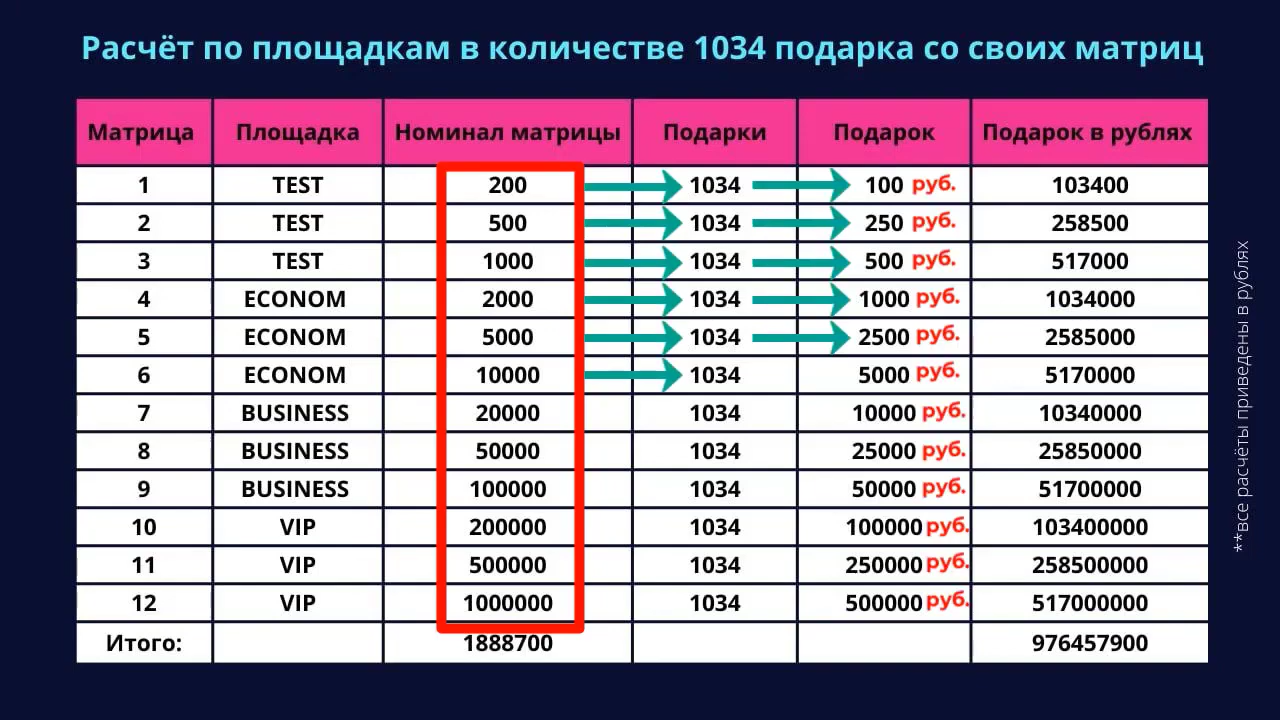 Расчёт по площадкам в количестве 1034 подарка со своих матриц
Матрица Площадка Номинал матрицы Подарки Подарок Подарок в рублях
1 TEST 200 1034 100 руб. 103400
2 TEST 500 1034 250 руб. 258500
3 TEST 1000 1034 500 руб. 517000
4 ECONOM 2000 1034 1000 руб. 1034000
5 ECONOM 5000 1034 2500 руб. 2585000
6 ECONOM 10000 1034 5000 руб. 5170000
7 BUSINESS 20000 1034 10000 руб. 10340000
8 BUSINESS 50000 1034 25000 руб. 25850000
9 BUSINESS 100000 1034 50000 руб. 51700000
10 VIP 200000 1034 100000 руб. 103400000
11 VIP 500000 1034 250000 руб. 258500000
12 VIP 1000000 1034 500000 руб. 517000000
Итого: 1888700 976457900
**все расчёты приведены в рублях